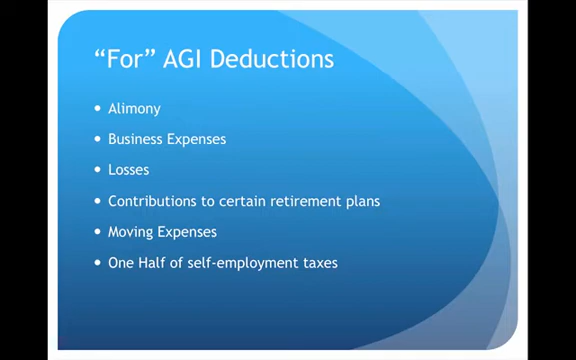 “For” AGI Deductions
• Alimony
• Business Expenses
• Losses
• Contributions to certain retirement plans
• Moving Expenses
• One Half of self-employment taxes